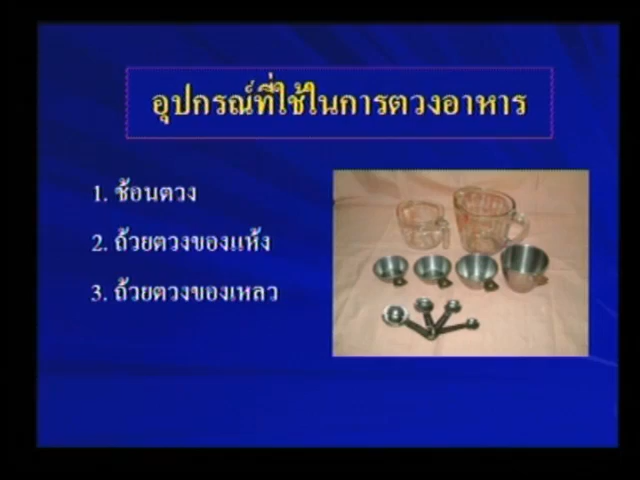 อุปกรณ์ที่ใช้ในการตวงอาหาร
1. ช้อนตวง
2. ถ้วยตวงของแห้ง
3. ถ้วยตวงของเหลว